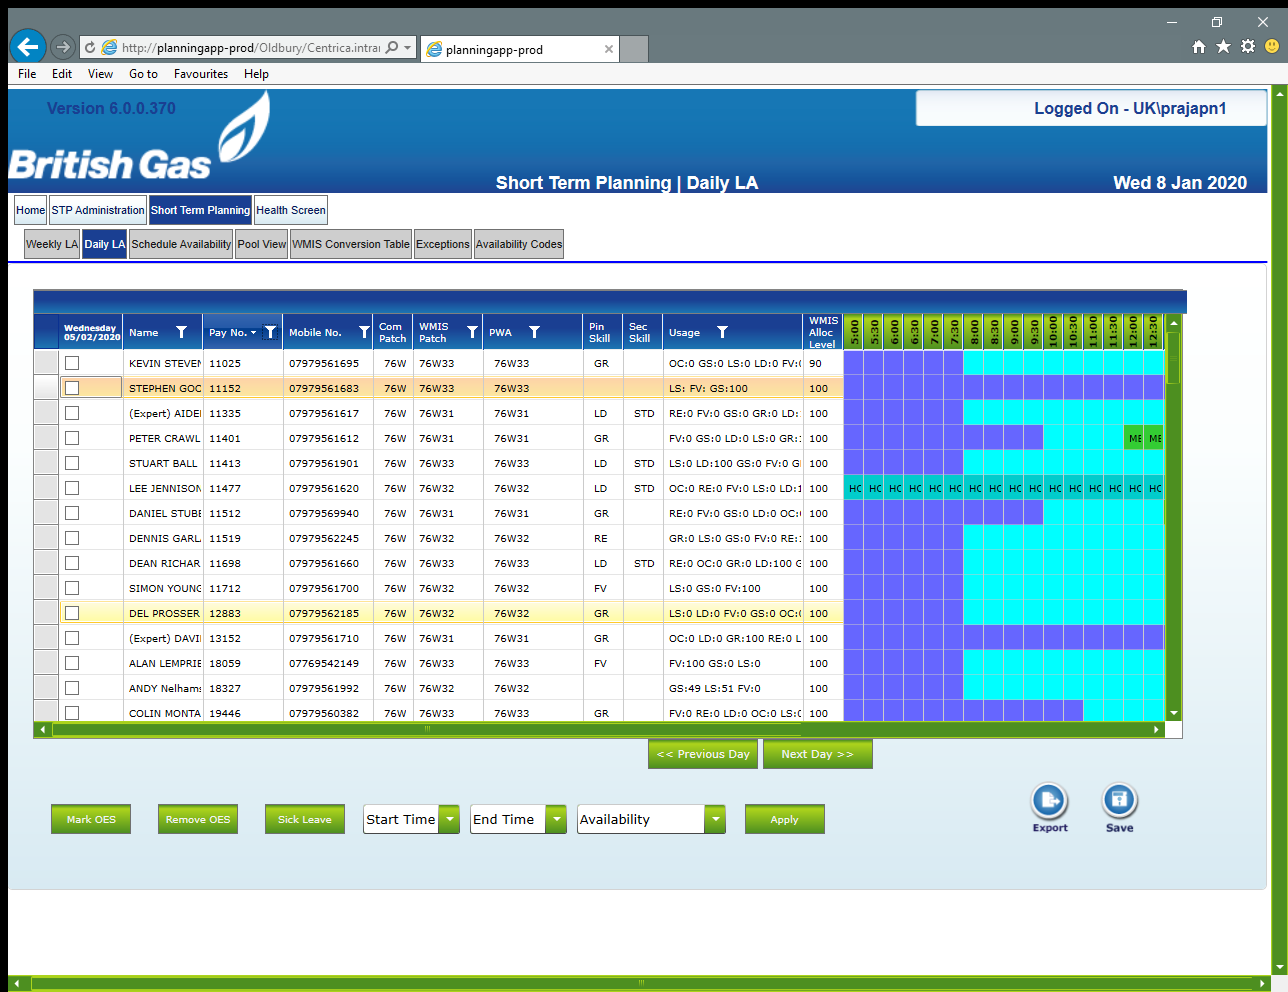 http://planningapp-prod/Oldbury/Centrica.intran
planningapp-prod
File Edit View Go to Favourites Help
Version 6.0.0.370
Logged On - UK\prajapn1
British Gas
Short Term Planning | Daily LA
Wed 8 Jan 2020
Home STP Administration Short Term Planning Health Screen
Weekly LA Daily LA Schedule Availability Pool View WMIS Conversion Table Exceptions Availability Codes
Wednesday 05/02/2020 Name Pay No. Mobile No. Com Patch WMIS Patch PWA Pin Skill Sec Skill Usage WMIS Alloc Level 5:00 5:30 6:00 6:30 7:00 7:30 8:00 8:30 9:00 9:30 10:00 10:30 11:00 11:30 12:00 12:30
KEVIN STEVEN 11025 07979561695 76W 76W33 76W33 GR OC:0 GS:0 LS:0 LD:0 FV:0 90
STEPHEN GOO 11152 07979561683 76W 76W33 76W33 LS: FV: GS:100 100
(Expert) AIDE 11335 07979561617 76W 76W31 76W31 LD STD RE:0 FV:0 GS:0 GR:0 LD: 100
PETER CRAWL 11401 07979561612 76W 76W31 76W31 GR FV:0 GS:0 LD:0 LS:0 GR: 100 ME ME
STUART BALL 11413 07979561901 76W 76W33 76W33 LD STD LS:0 LD:100 GS:0 FV:0 G 100
LEE JENNISON 11477 07979561620 76W 76W32 76W32 LD STD OC:0 RE:0 FV:0 LS:0 LD:1 100 HO HO HO HO HO HO HO HO HO HO HO HO HO HO HO HO
DANIEL STUBB 11512 07979569940 76W 76W31 76W31 GR RE:0 FV:0 GS:0 LD:0 OC: 100
DENNIS GARL 11519 07979562245 76W 76W32 76W32 RE GR:0 LS:0 GS:0 FV:0 RE: 100
DEAN RICHAR 11698 07979561660 76W 76W33 76W33 LD STD RE:0 OC:0 GR:0 LD:100 G 100
SIMON YOUNG 11712 07979561700 76W 76W32 76W32 FV LS:0 GS:0 FV:100 100
DEL PROSSER 12883 07979562185 76W 76W32 76W32 GR LS:0 LD:0 FV:0 GS:0 OC: 100
(Expert) DAVI 13152 07979561710 76W 76W31 76W31 GR OC:0 LD:0 GR:100 RE:0 L 100
ALAN LEMPRIE 18059 07769542149 76W 76W33 76W33 FV FV:100 GS:0 LS:0 100
ANDY Nelhams 18327 07979561992 76W 76W32 76W32 GS:49 LS:51 FV:0 100
COLIN MONTA 19446 07979560382 76W 76W33 76W33 GR FV:0 RE:0 LD:0 OC:0 LS:0 100
<< Previous Day Next Day >>
Mark OES Remove OES Sick Leave Start Time End Time Availability Apply Export Save